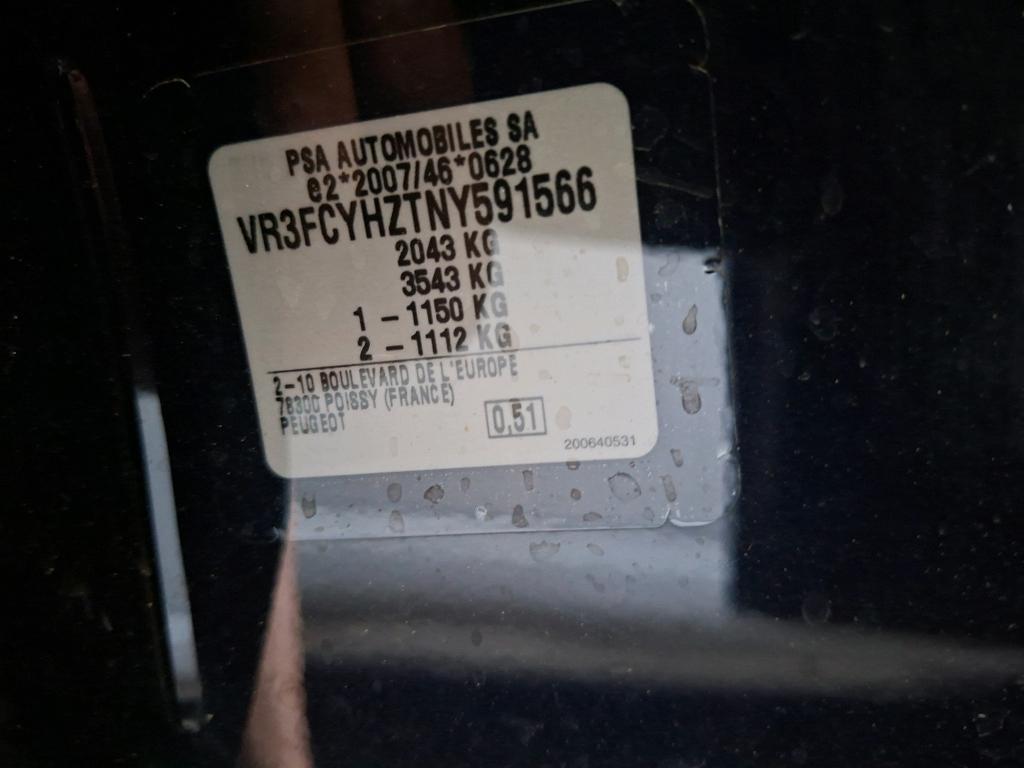 PSA AUTOMOBILES SA
e2*2007/46*0628
VR3FCYHZTNY591566
2043 KG
3543 KG
1 - 1150 KG
2 - 1112 KG
2-10 BOULEVARD DE L'EUROPE
78300 POISSY (FRANCE)
PEUGEOT
0,51
200640531